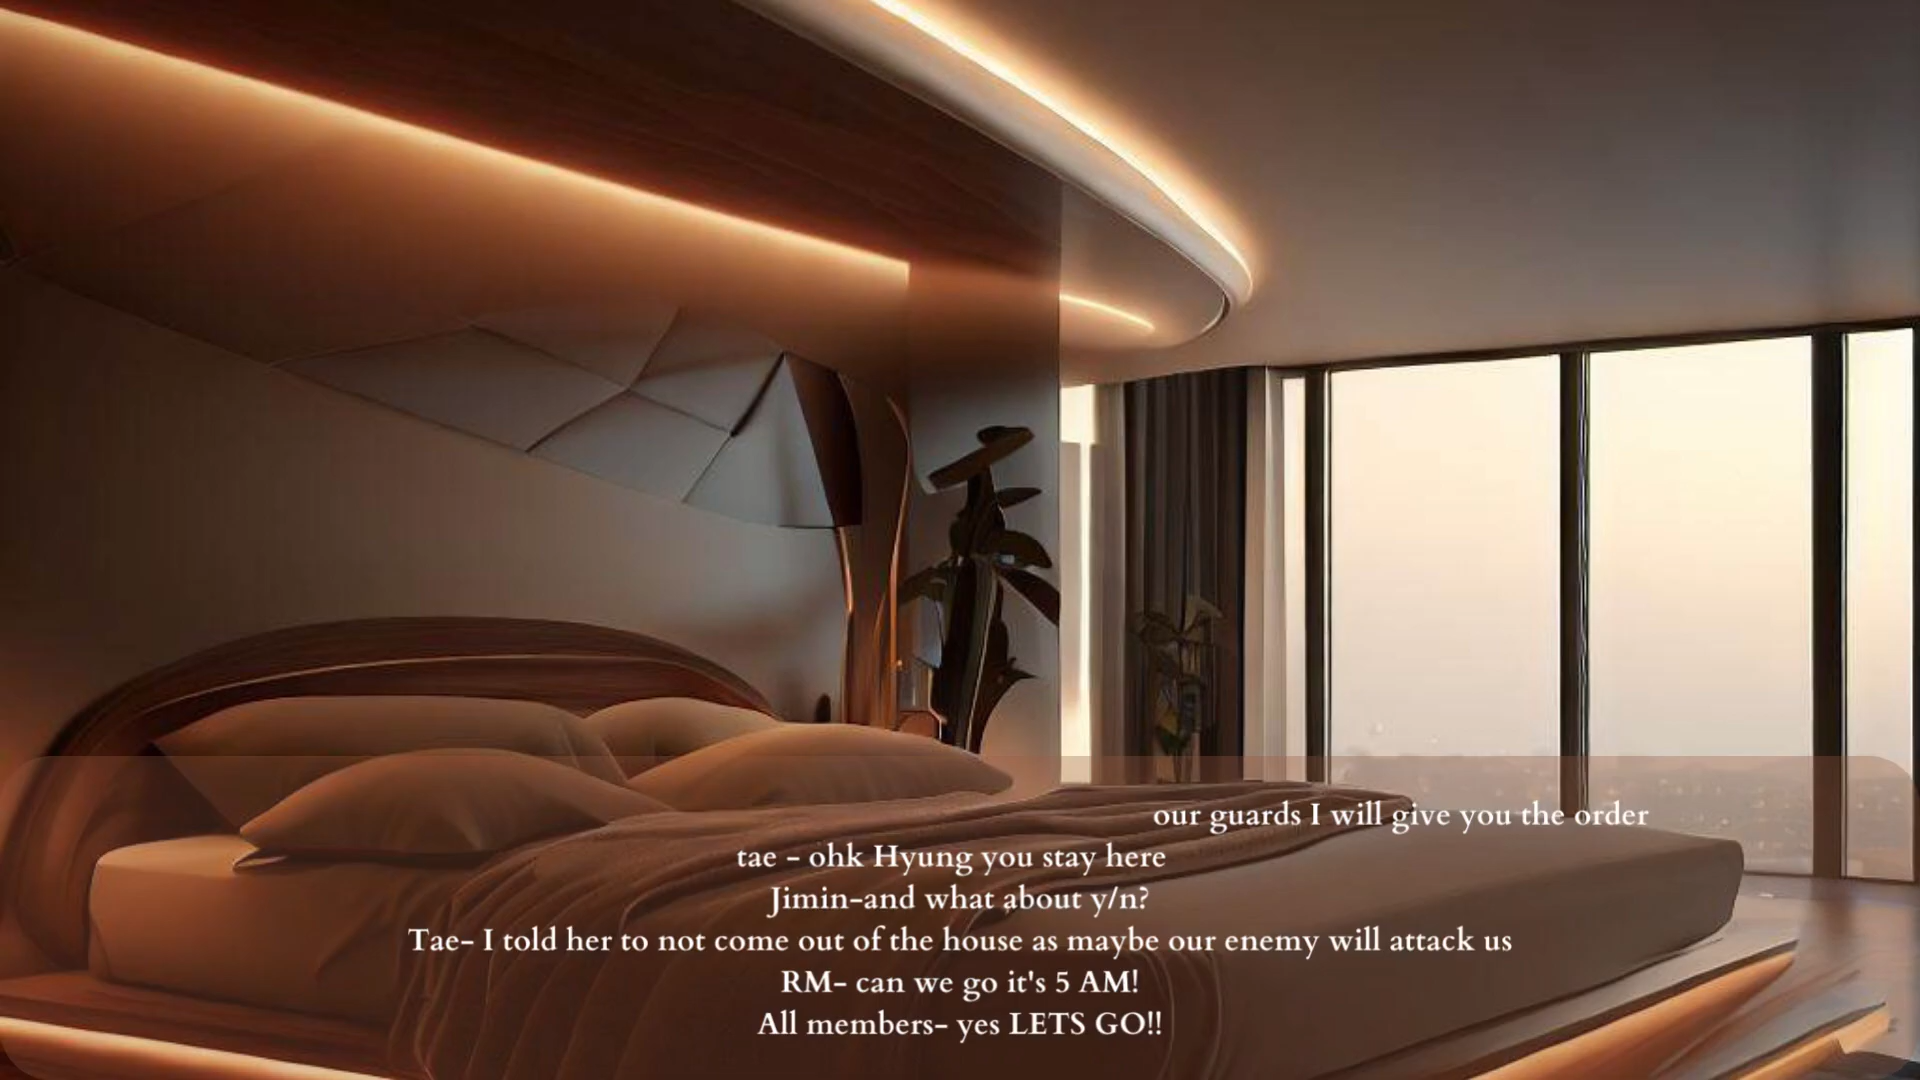 our guards I will give you the order
tae - ohk Hyung you stay here
Jimin-and what about y/n?
Tae- I told her to not come out of the house as maybe our enemy will attack us
RM- can we go it's 5 AM!
All members- yes LETS GO!!